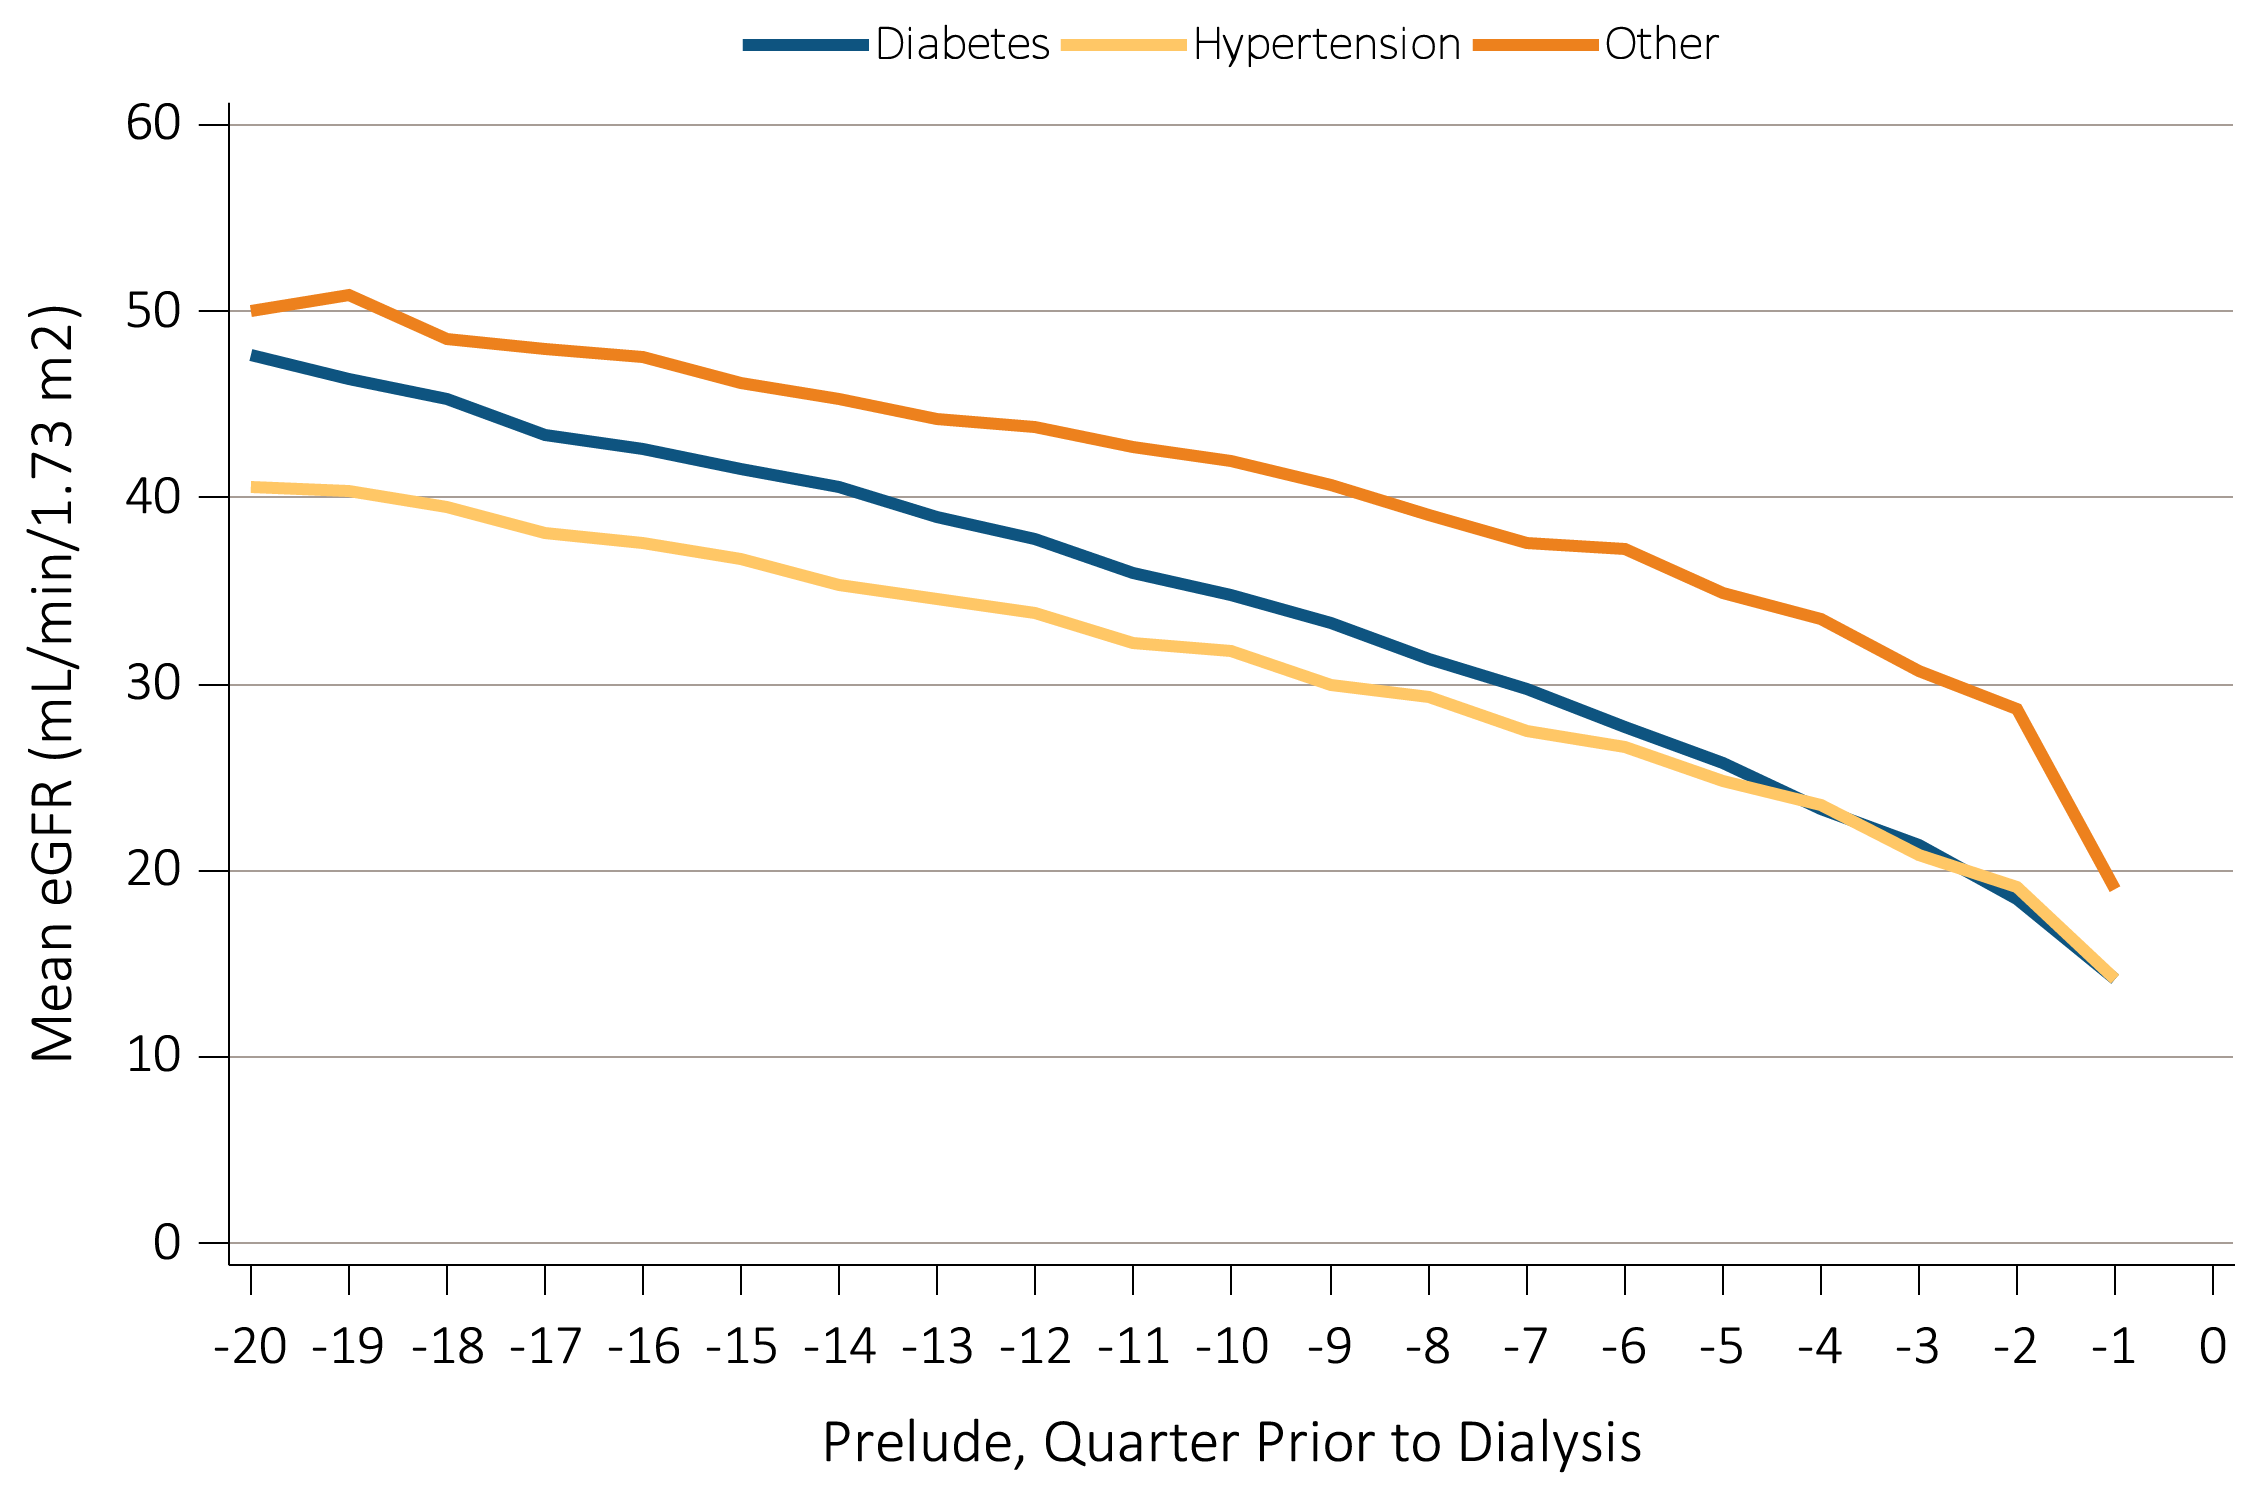 Diabetes Hypertension Other
60
50
40
30
20
10
0
Mean eGFR (mL/min/1.73 m2)
-20 -19 -18 -17 -16 -15 -14 -13 -12 -11 -10 -9 -8 -7 -6 -5 -4 -3 -2 -1 0
Prelude, Quarter Prior to Dialysis